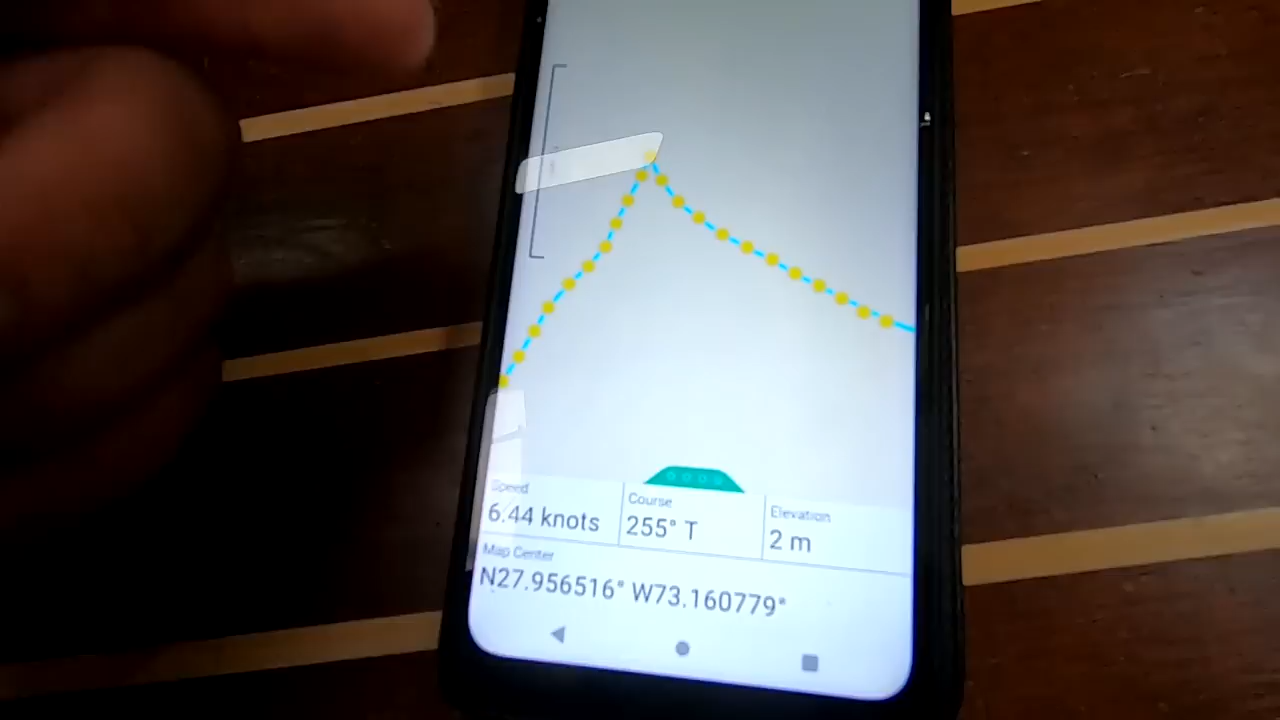 Speed
6.44 knots
Course
255° T
Elevation
2 m
Map Center
N27.956516° W73.160779°